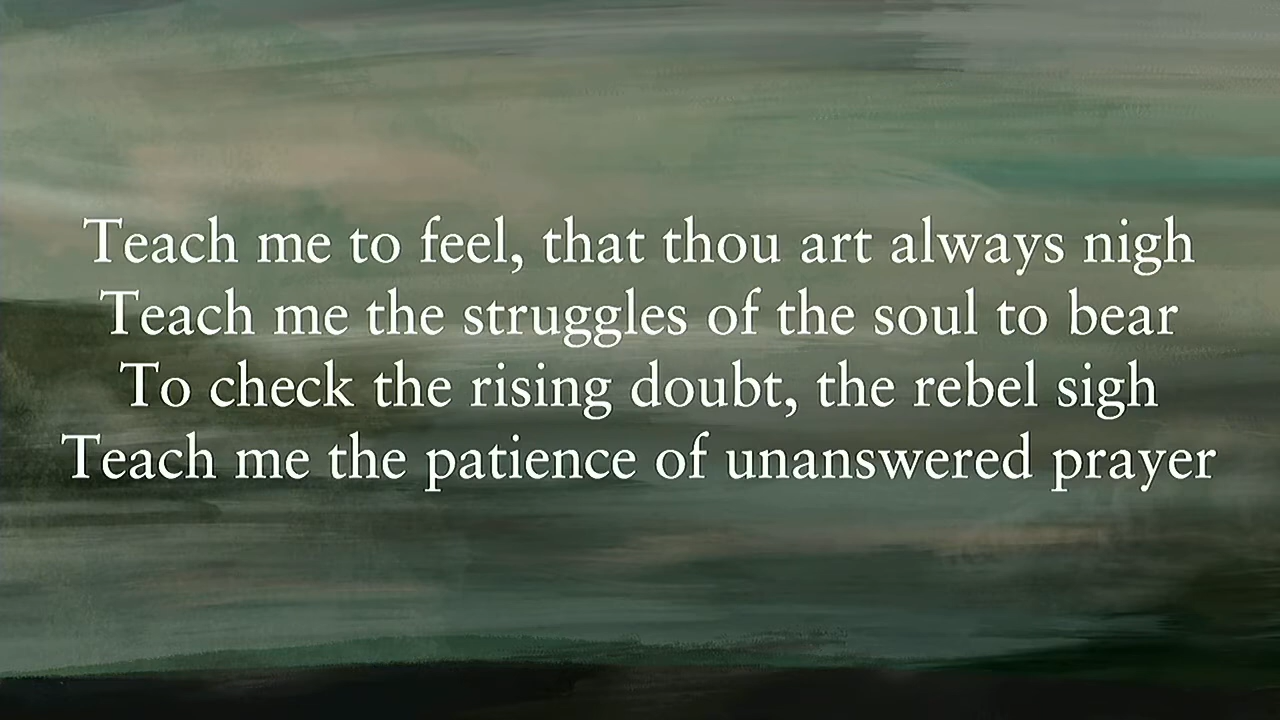 Teach me to feel, that thou art always nigh
Teach me the struggles of the soul to bear
To check the rising doubt, the rebel sigh
Teach me the patience of unanswered prayer